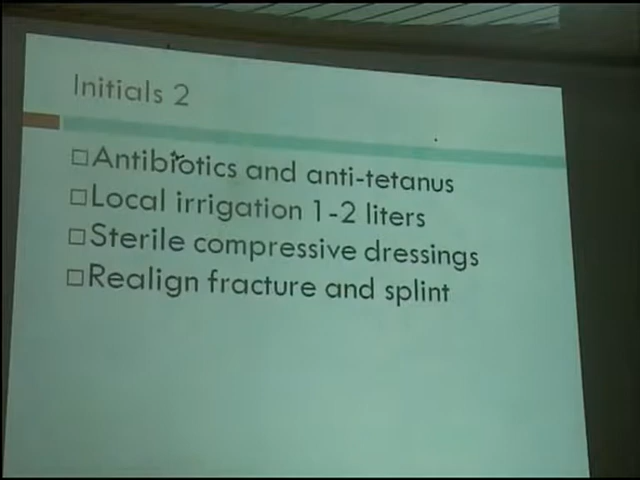 Initials 2
Antibiotics and anti-tetanus
Local irrigation 1-2 liters
Sterile compressive dressings
Realign fracture and splint